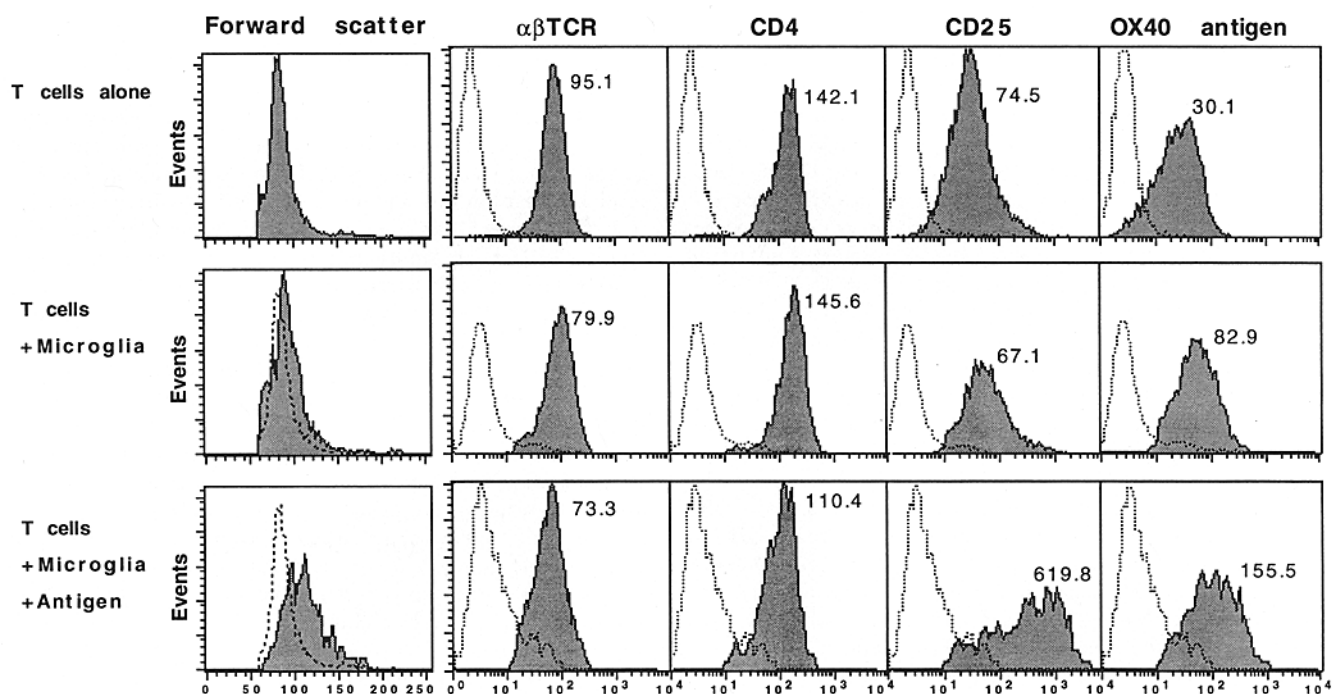 Forward scatter αβTCR CD4 CD25 OX40 antigen
T cells alone
Events
95.1 142.1 74.5 30.1
T cells
+Microglia
Events
79.9 145.6 67.1 82.9
T cells
+Microglia
+Antigen
Events
73.3 110.4 619.8 155.5
0 50 100 150 200 250 10⁰ 10¹ 10² 10³ 10⁴ 10¹ 10² 10³ 10⁴ 10¹ 10² 10³ 10⁴ 10¹ 10² 10³ 10⁴